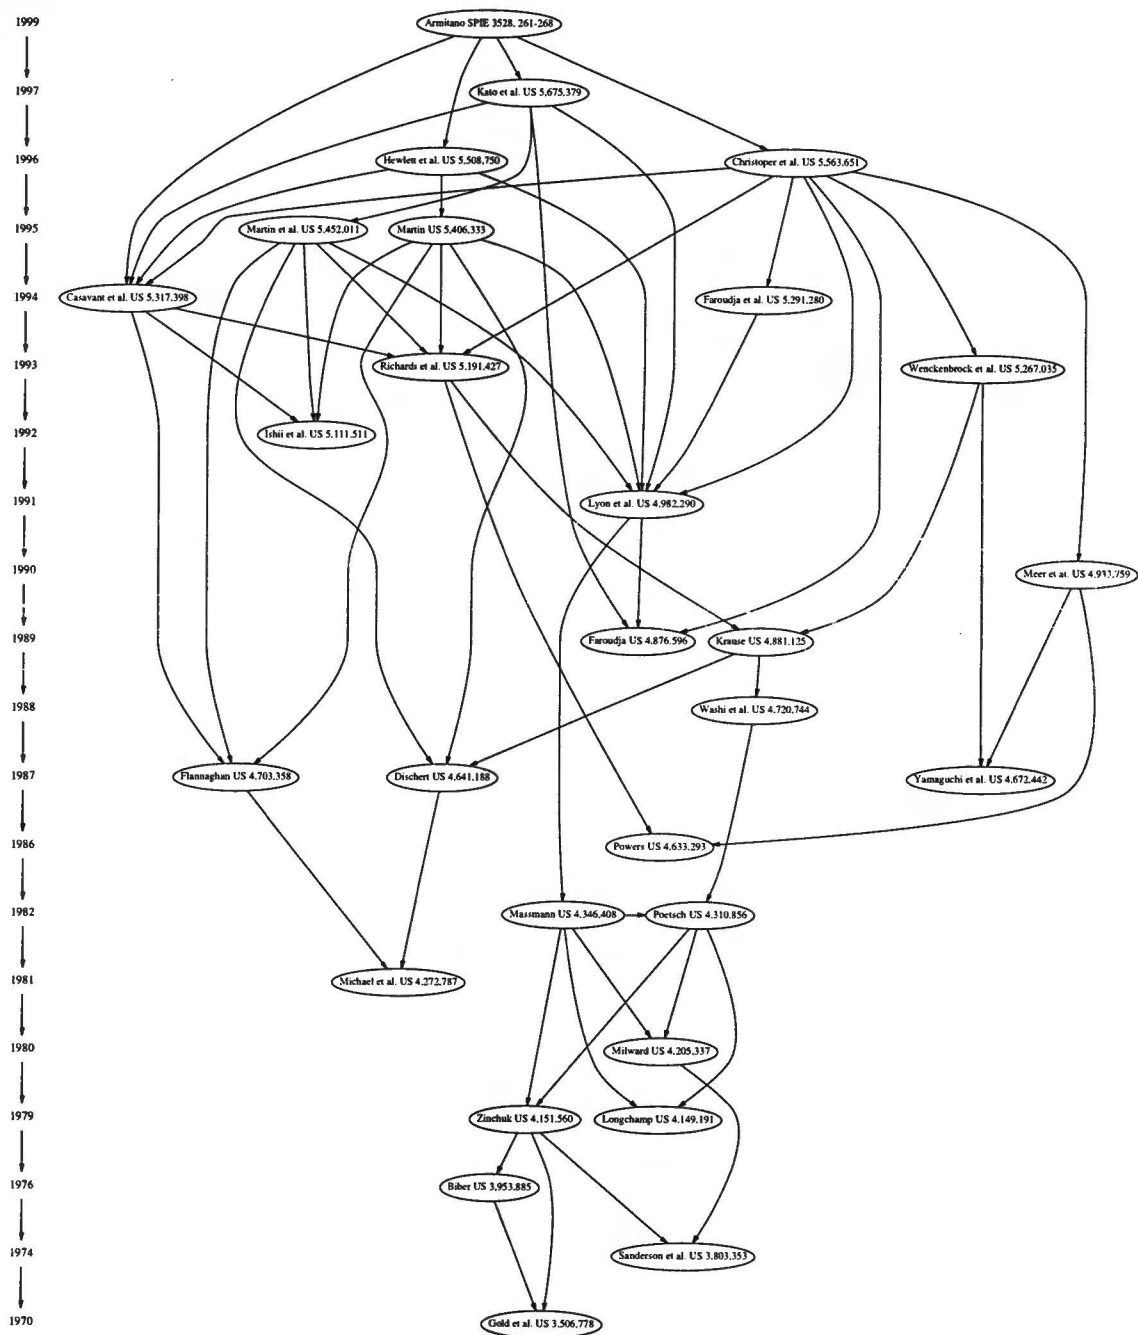 1999 Armitano SPIE 3528, 261-268
1997 Kato et al. US 5,675,379
1996 Hewlett et al. US 5,508,750 Christoper et al. US 5,563,651
1995 Martin et al. US 5,452,011 Martin US 5,406,333
1994 Casavant et al. US 5,317,398 Faroudja et al. US 5,291,280
1993 Richards et al. US 5,191,427 Wenckenbrock et al. US 5,267,035
1992 Ishii et al. US 5,111,511
1991 Lyon et al. US 4,982,290
1990 Meer et al. US 4,933,759
1989 Faroudja US 4,876,596 Krause US 4,881,125
1988 Washi et al. US 4,720,744
1987 Flannaghan US 4,703,358 Dischert US 4,641,188 Yamaguchi et al. US 4,672,442
1986 Powers US 4,633,293
1982 Massmann US 4,346,408 Poetsch US 4,310,856
1981 Michael et al. US 4,272,787
1980 Milward US 4,205,337
1979 Zinchuk US 4,151,560 Longchamp US 4,149,191
1976 Biber US 3,953,885
1974 Sanderson et al. US 3,803,353
1970 Gold et al. US 3,506,778